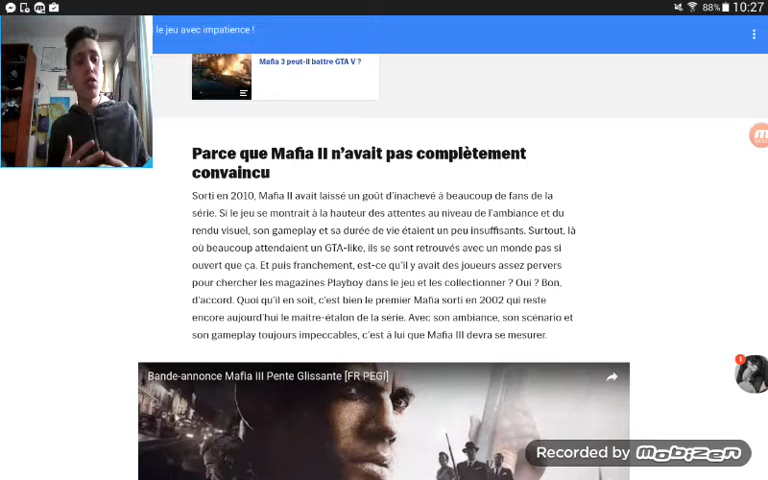 88% 10:27
le jeu avec impatience !
Mafia 3 peut-il battre GTA V ?
Parce que Mafia II n’avait pas complètement
convaincu
Sorti en 2010, Mafia II avait laissé un goût d’inachevé à beaucoup de fans de la
série. Si le jeu se montrait à la hauteur des attentes au niveau de l’ambiance et du
rendu visuel, son gameplay et sa durée de vie étaient un peu insuffisants. Surtout, là
où beaucoup attendaient un GTA-like, ils se sont retrouvés avec un monde pas si
ouvert que ça. Et puis franchement, est-ce qu’il y avait des joueurs assez pervers
pour chercher les magazines Playboy dans le jeu et les collectionner ? Oui ? Bon,
d’accord. Quoi qu’il en soit, c’est bien le premier Mafia sorti en 2002 qui reste
encore aujourd’hui le maître-étalon de la série. Avec son ambiance, son scénario et
son gameplay toujours impeccables, c’est à lui que Mafia III devra se mesurer.
Bande-annonce Mafia III Pente Glissante [FR PEGI]
1
Recorded by mobizen